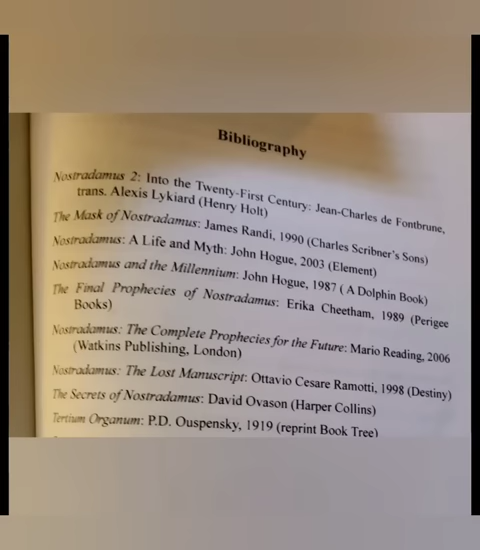 Bibliography
Nostradamus 2: Into the Twenty-First Century: Jean-Charles de Fontbrune,
trans. Alexis Lykiard (Henry Holt)
The Mask of Nostradamus: James Randi, 1990 (Charles Scribner's Sons)
Nostradamus: A Life and Myth: John Hogue, 2003 (Element)
Nostradamus and the Millennium: John Hogue, 1987 ( A Dolphin Book)
The Final Prophecies of Nostradamus: Erika Cheetham, 1989 (Perigee
Books)
Nostradamus: The Complete Prophecies for the Future: Mario Reading, 2006
(Watkins Publishing, London)
Nostradamus: The Lost Manuscript: Ottavio Cesare Ramotti, 1998 (Destiny)
The Secrets of Nostradamus: David Ovason (Harper Collins)
Tertium Organum: P.D. Ouspensky, 1919 (reprint Book Tree)